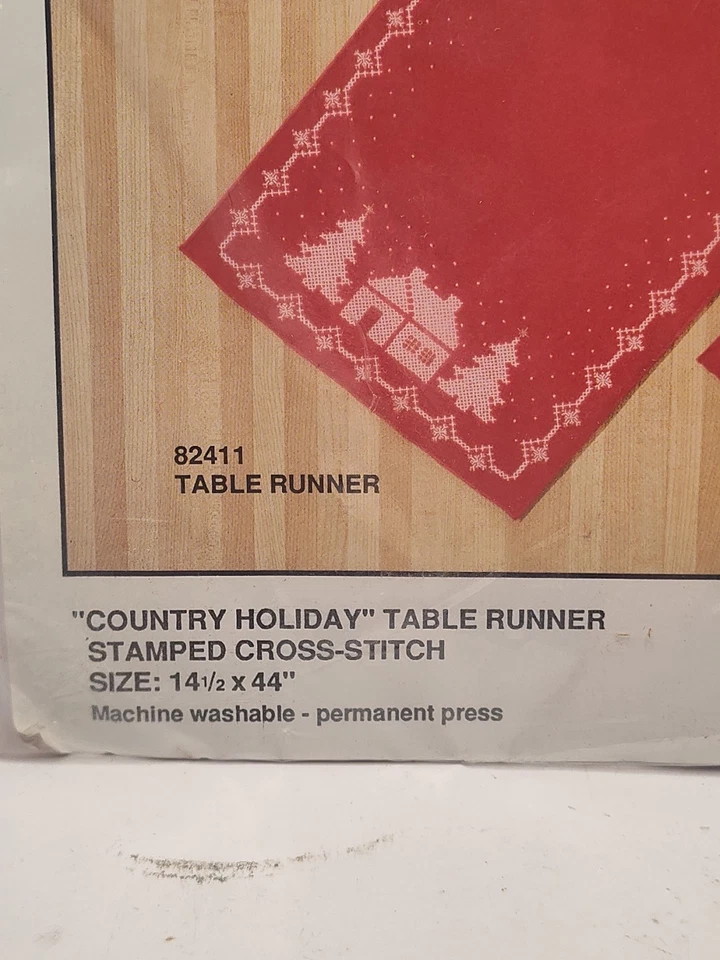 82411
TABLE RUNNER
"COUNTRY HOLIDAY" TABLE RUNNER
STAMPED CROSS-STITCH
SIZE: 14 1/2 x 44"
Machine washable - permanent press